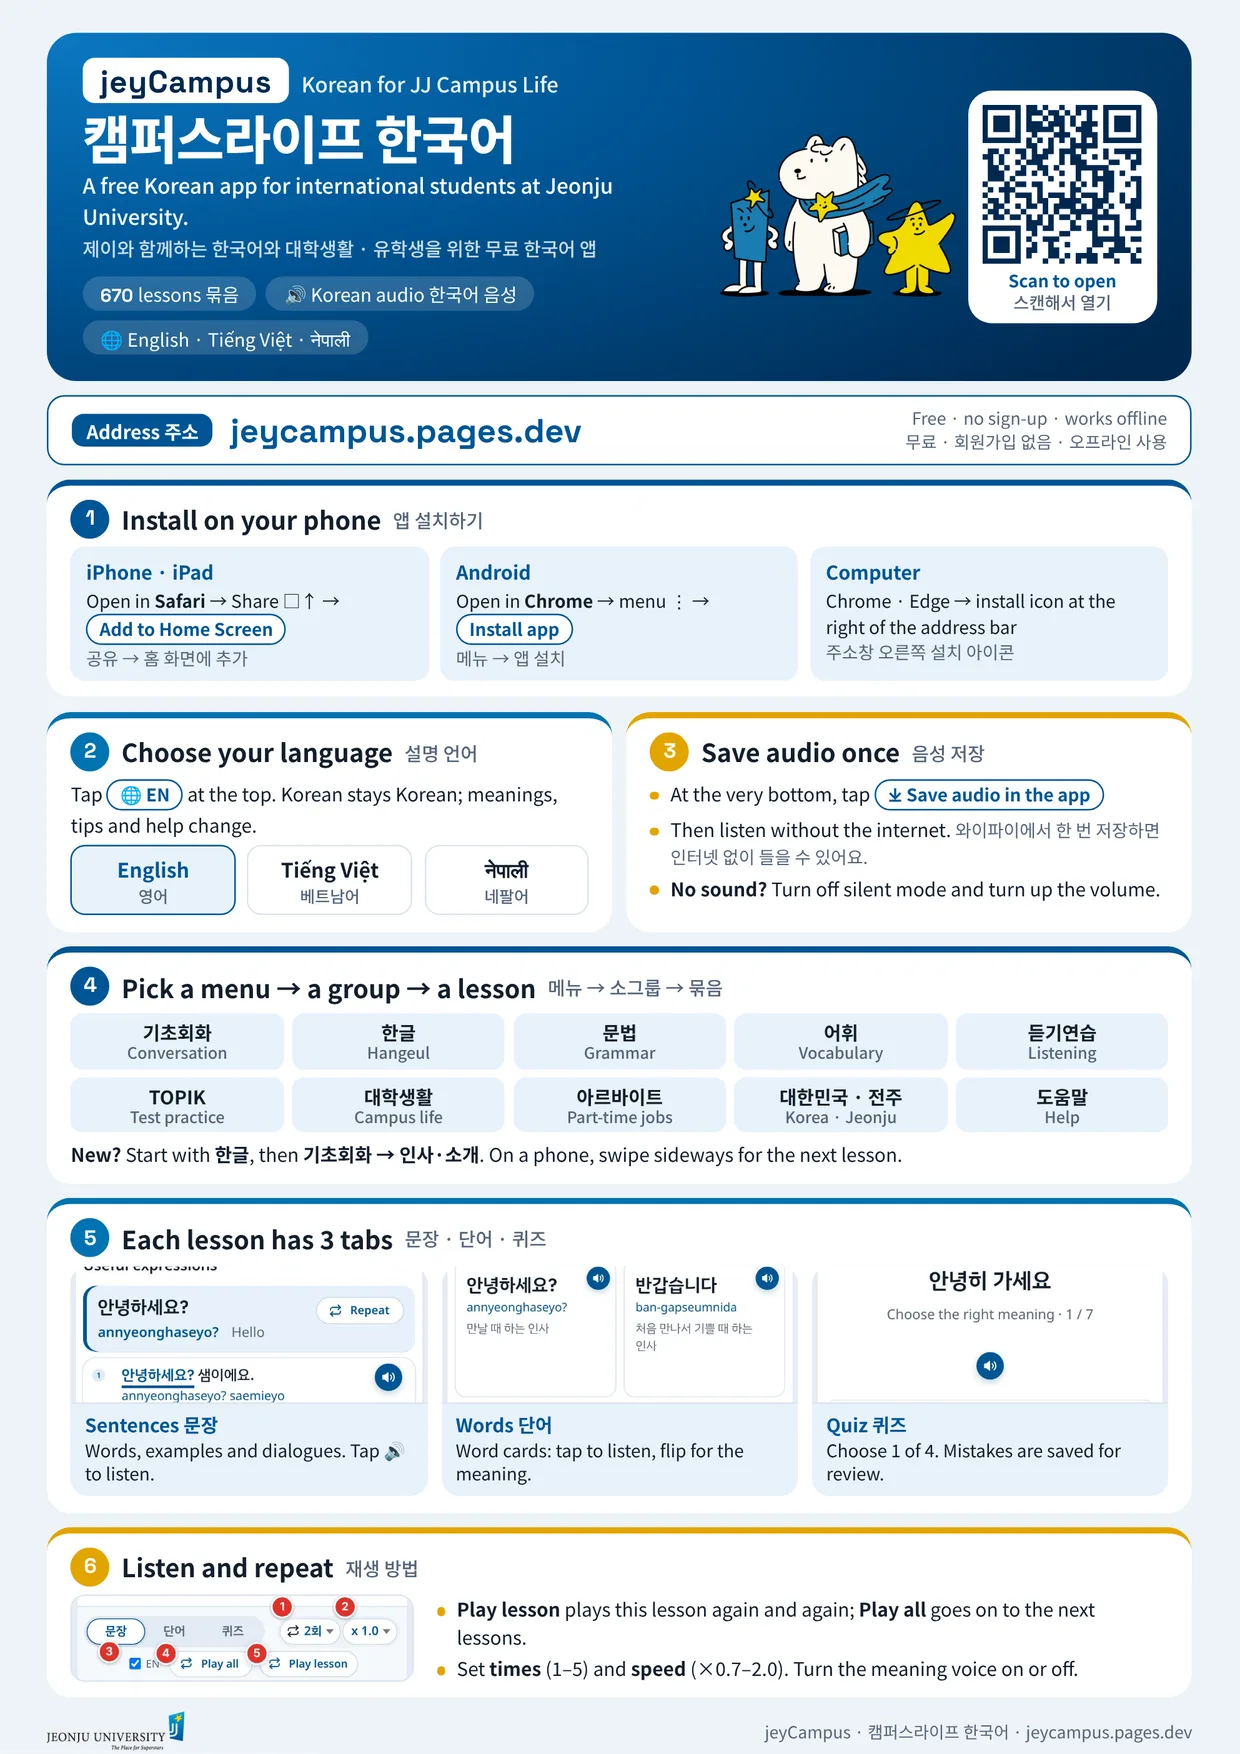 jeyCampus Korean for JJ Campus Life
캠퍼스라이프 한국어
A free Korean app for international students at Jeonju
University.
제이와 함께하는 한국어와 대학생활 · 유학생을 위한 무료 한국어 앱
670 lessons 묶음
🔊 Korean audio 한국어 음성
🌐 English · Tiếng Việt · नेपाली
Scan to open
스캔해서 열기
Address 주소 jeycampus.pages.dev
Free · no sign-up · works offline
무료 · 회원가입 없음 · 오프라인 사용
1 Install on your phone 앱 설치하기
iPhone · iPad
Open in Safari → Share □↑ →
Add to Home Screen
공유 → 홈 화면에 추가
Android
Open in Chrome → menu ⋮ →
Install app
메뉴 → 앱 설치
Computer
Chrome · Edge → install icon at the
right of the address bar
주소창 오른쪽 설치 아이콘
2 Choose your language 설명 언어
Tap 🌐 EN at the top. Korean stays Korean; meanings,
tips and help change.
English
영어
Tiếng Việt
베트남어
नेपाली
네팔어
3 Save audio once 음성 저장
• At the very bottom, tap Save audio in the app
• Then listen without the internet. 와이파이에서 한 번 저장하면
인터넷 없이 들을 수 있어요.
• No sound? Turn off silent mode and turn up the volume.
4 Pick a menu → a group → a lesson 메뉴 → 소그룹 → 묶음
기초회화
Conversation
한글
Hangeul
문법
Grammar
어휘
Vocabulary
듣기연습
Listening
TOPIK
Test practice
대학생활
Campus life
아르바이트
Part-time jobs
대한민국 · 전주
Korea · Jeonju
도움말
Help
New? Start with 한글, then 기초회화 → 인사·소개. On a phone, swipe sideways for the next lesson.
5 Each lesson has 3 tabs 문장 · 단어 · 퀴즈
Useful expressions
안녕하세요?
Repeat
annyeonghaseyo? Hello
1 안녕하세요? 샘이에요.
annyeonghaseyo? saemieyo
Sentences 문장
Words, examples and dialogues. Tap 🔊
to listen.
안녕하세요?
annyeonghaseyo?
만날 때 하는 인사
반갑습니다
ban-gapseumnida
처음 만나서 기쁠 때 하는
인사
Words 단어
Word cards: tap to listen, flip for the
meaning.
안녕히 가세요
Choose the right meaning · 1 / 7
Quiz 퀴즈
Choose 1 of 4. Mistakes are saved for
review.
6 Listen and repeat 재생 방법
1 2
문장 단어 퀴즈 2회 x 1.0
3 4 5
EN Play all Play lesson
• Play lesson plays this lesson again and again; Play all goes on to the next
lessons.
• Set times (1–5) and speed (×0.7–2.0). Turn the meaning voice on or off.
JEONJU UNIVERSITY
The Place for Superstars
jeyCampus · 캠퍼스라이프 한국어 · jeycampus.pages.dev